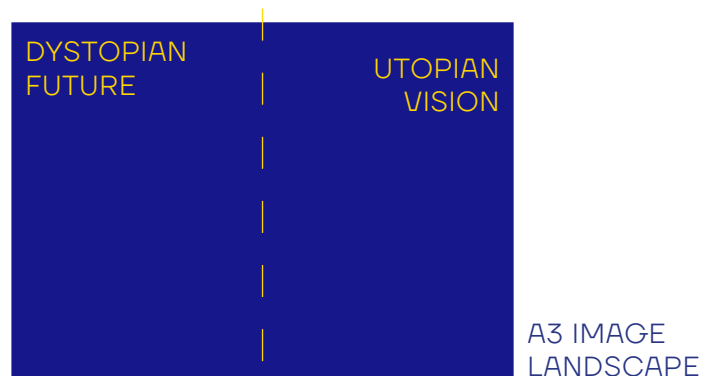 DYSTOPIAN
FUTURE
UTOPIAN
VISION
A3 IMAGE
LANDSCAPE